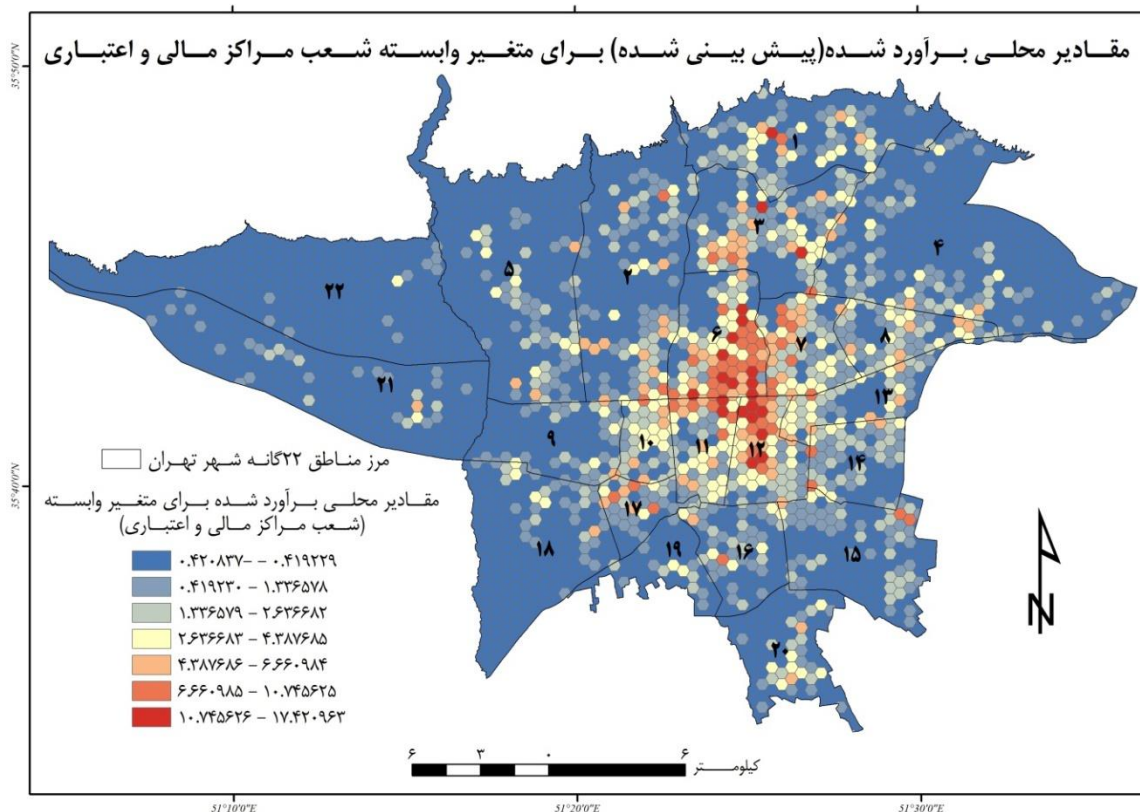 مقادیر محلی برآورد شده(پیش بینی شده) برای متغیر وابسته شعب مراکز مالی و اعتباری
35°50'0"N
35°40'0"N
۱
۳
۴
۵
۲
۲۲
۶
۷
۸
۲۱
۱۳
۹
۱۰
۱۱
۱۲
۱۴
۱۷
۱۸
۱۹
۱۶
۱۵
۲۰
مرز مناطق ۲۲گانه شهر تهران
مقادیر محلی برآورد شده برای متغیر وابسته
(شعب مراکز مالی و اعتباری)
۰.۴۲۰۸۳۷- – ۰.۴۱۹۲۲۹
۰.۴۱۹۲۳۰ – ۱.۳۳۶۵۷۸
۱.۳۳۶۵۷۹ – ۲.۶۳۶۶۸۲
۲.۶۳۶۶۸۳ – ۴.۳۸۷۶۸۵
۴.۳۸۷۶۸۶ – ۶.۶۶۰۹۸۴
۶.۶۶۰۹۸۵ – ۱۰.۷۴۵۶۲۵
۱۰.۷۴۵۶۲۶ – ۱۷.۴۲۰۹۶۳
N
۶ ۳ ۰ ۶
کیلومتر
51°10'0"E 51°20'0"E 51°30'0"E